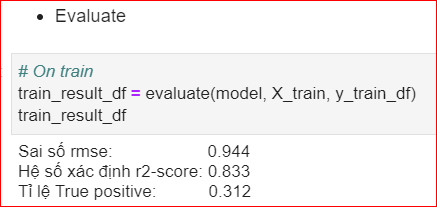 • Evaluate
# On train
train_result_df = evaluate(model, X_train, y_train_df)
train_result_df
Sai số rmse: 0.944
Hệ số xác định r2-score: 0.833
Tỉ lệ True positive: 0.312